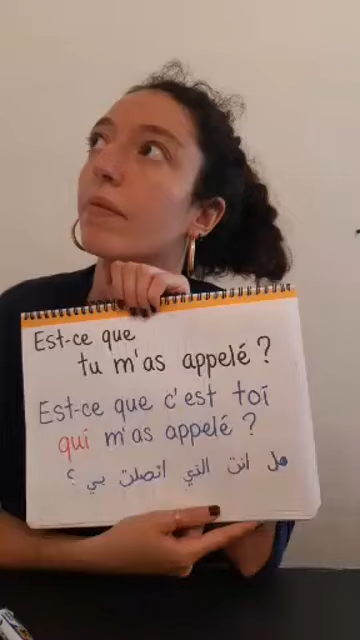 Est-ce que
tu m'as appelé ?
Est-ce que c'est toi
qui m'as appelé ?
هل انت التي اتصلت بي ؟